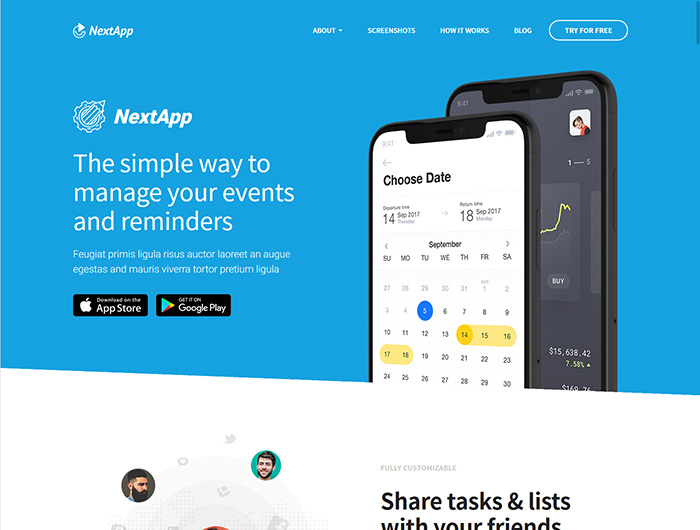 NextApp
ABOUT
SCREENSHOTS
HOW IT WORKS
BLOG
TRY FOR FREE
NextApp
The simple way to
manage your events
and reminders
Feugiat primis ligula risus auctor laoreet an augue
egestas and mauris viverra tortor pretium ligula
Download on the
App Store
GET IT ON
Google Play
9:41
Choose Date
Departure time
14 Sep 2017
Thursday
Return time
18 Sep 2017
Monday
September
SU MO TU WE TH FR SA
SEP
27 28 29 30 31 1 2
3 4 5 6 7 8 9
10 11 12 13 14 15 16
17 18 19 20 21 22 23
24 25 26 27 28 29 30
9:41
1 — 5
BUY
$15,638.42
7.58%
$169.76
FULLY CUSTOMIZABLE
Share tasks & lists
with your friends